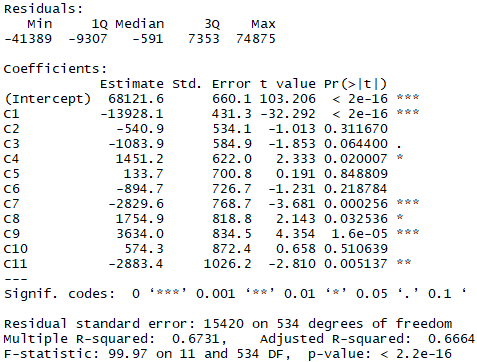 Residuals:
   Min     1Q Median     3Q    Max
-41389  -9307   -591   7353  74875

Coefficients:
            Estimate Std. Error t value Pr(>|t|)
(Intercept)  68121.6      660.1 103.206  < 2e-16 ***
C1          -13928.1      431.3 -32.292  < 2e-16 ***
C2            -540.9      534.1  -1.013 0.311670
C3           -1083.9      584.9  -1.853 0.064400 .
C4            1451.2      622.0   2.333 0.020007 *
C5             133.7      700.8   0.191 0.848809
C6            -894.7      726.7  -1.231 0.218784
C7           -2829.6      768.7  -3.681 0.000256 ***
C8            1754.9      818.8   2.143 0.032536 *
C9            3634.0      834.5   4.354  1.6e-05 ***
C10            574.3      872.4   0.658 0.510639
C11          -2883.4     1026.2  -2.810 0.005137 **
---
Signif. codes:  0 ‘***’ 0.001 ‘**’ 0.01 ‘*’ 0.05 ‘.’ 0.1 ‘

Residual standard error: 15420 on 534 degrees of freedom
Multiple R-squared:  0.6731,    Adjusted R-squared:  0.6664
F-statistic: 99.97 on 11 and 534 DF,  p-value: < 2.2e-16